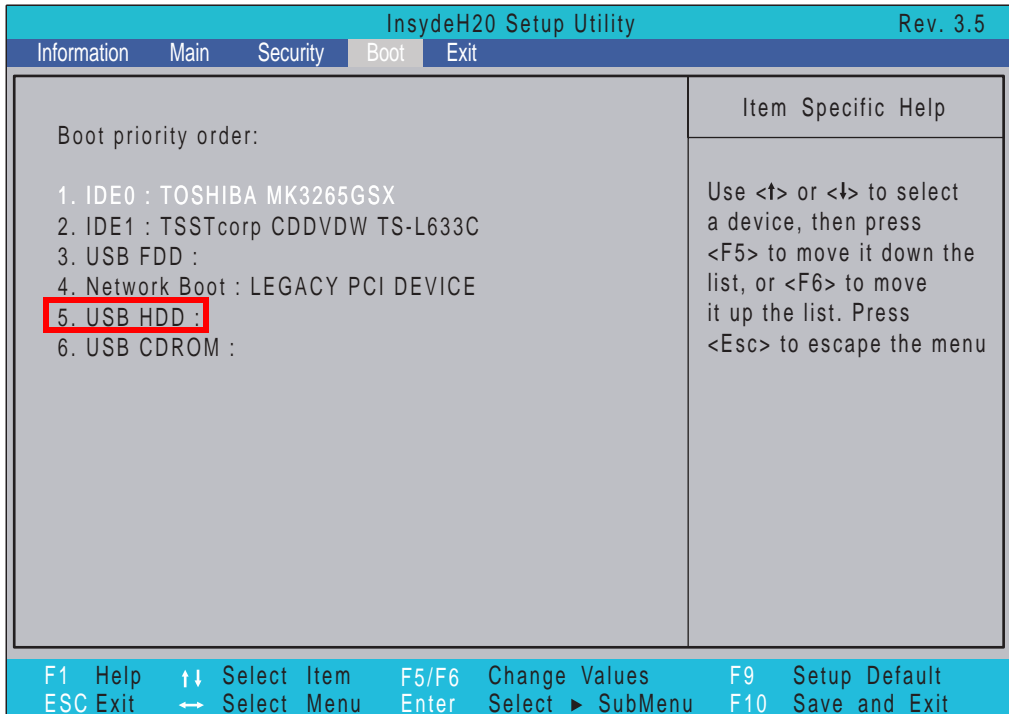 InsydeH20 Setup Utility Rev. 3.5
Information Main Security Boot Exit
Boot priority order:
1. IDE0 : TOSHIBA MK3265GSX
2. IDE1 : TSSTcorp CDDVDW TS-L633C
3. USB FDD :
4. Network Boot : LEGACY PCI DEVICE
5. USB HDD :
6. USB CDROM :
Item Specific Help
Use <↑> or <↓> to select
a device, then press
<F5> to move it down the
list, or <F6> to move
it up the list. Press
<Esc> to escape the menu
F1 Help ↑↓ Select Item F5/F6 Change Values F9 Setup Default
ESC Exit ↔ Select Menu Enter Select ► SubMenu F10 Save and Exit